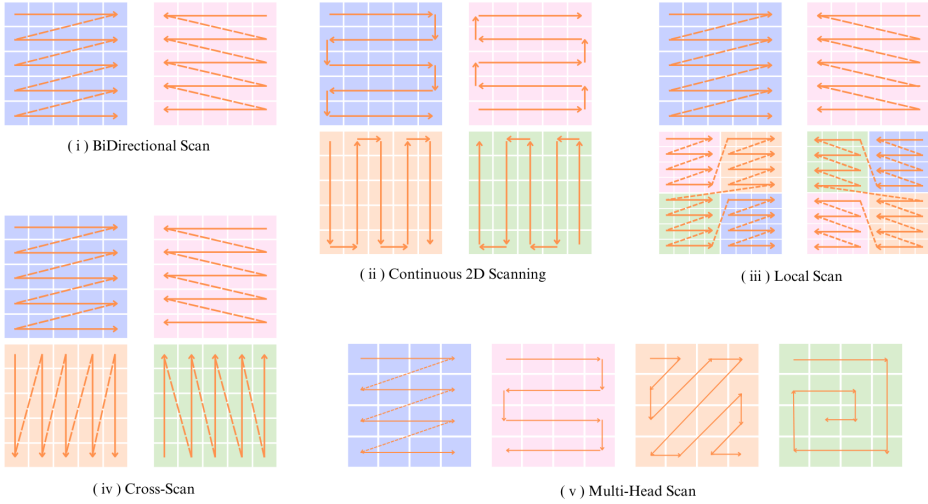 ( i ) BiDirectional Scan
( ii ) Continuous 2D Scanning
( iii ) Local Scan
( iv ) Cross-Scan
( v ) Multi-Head Scan